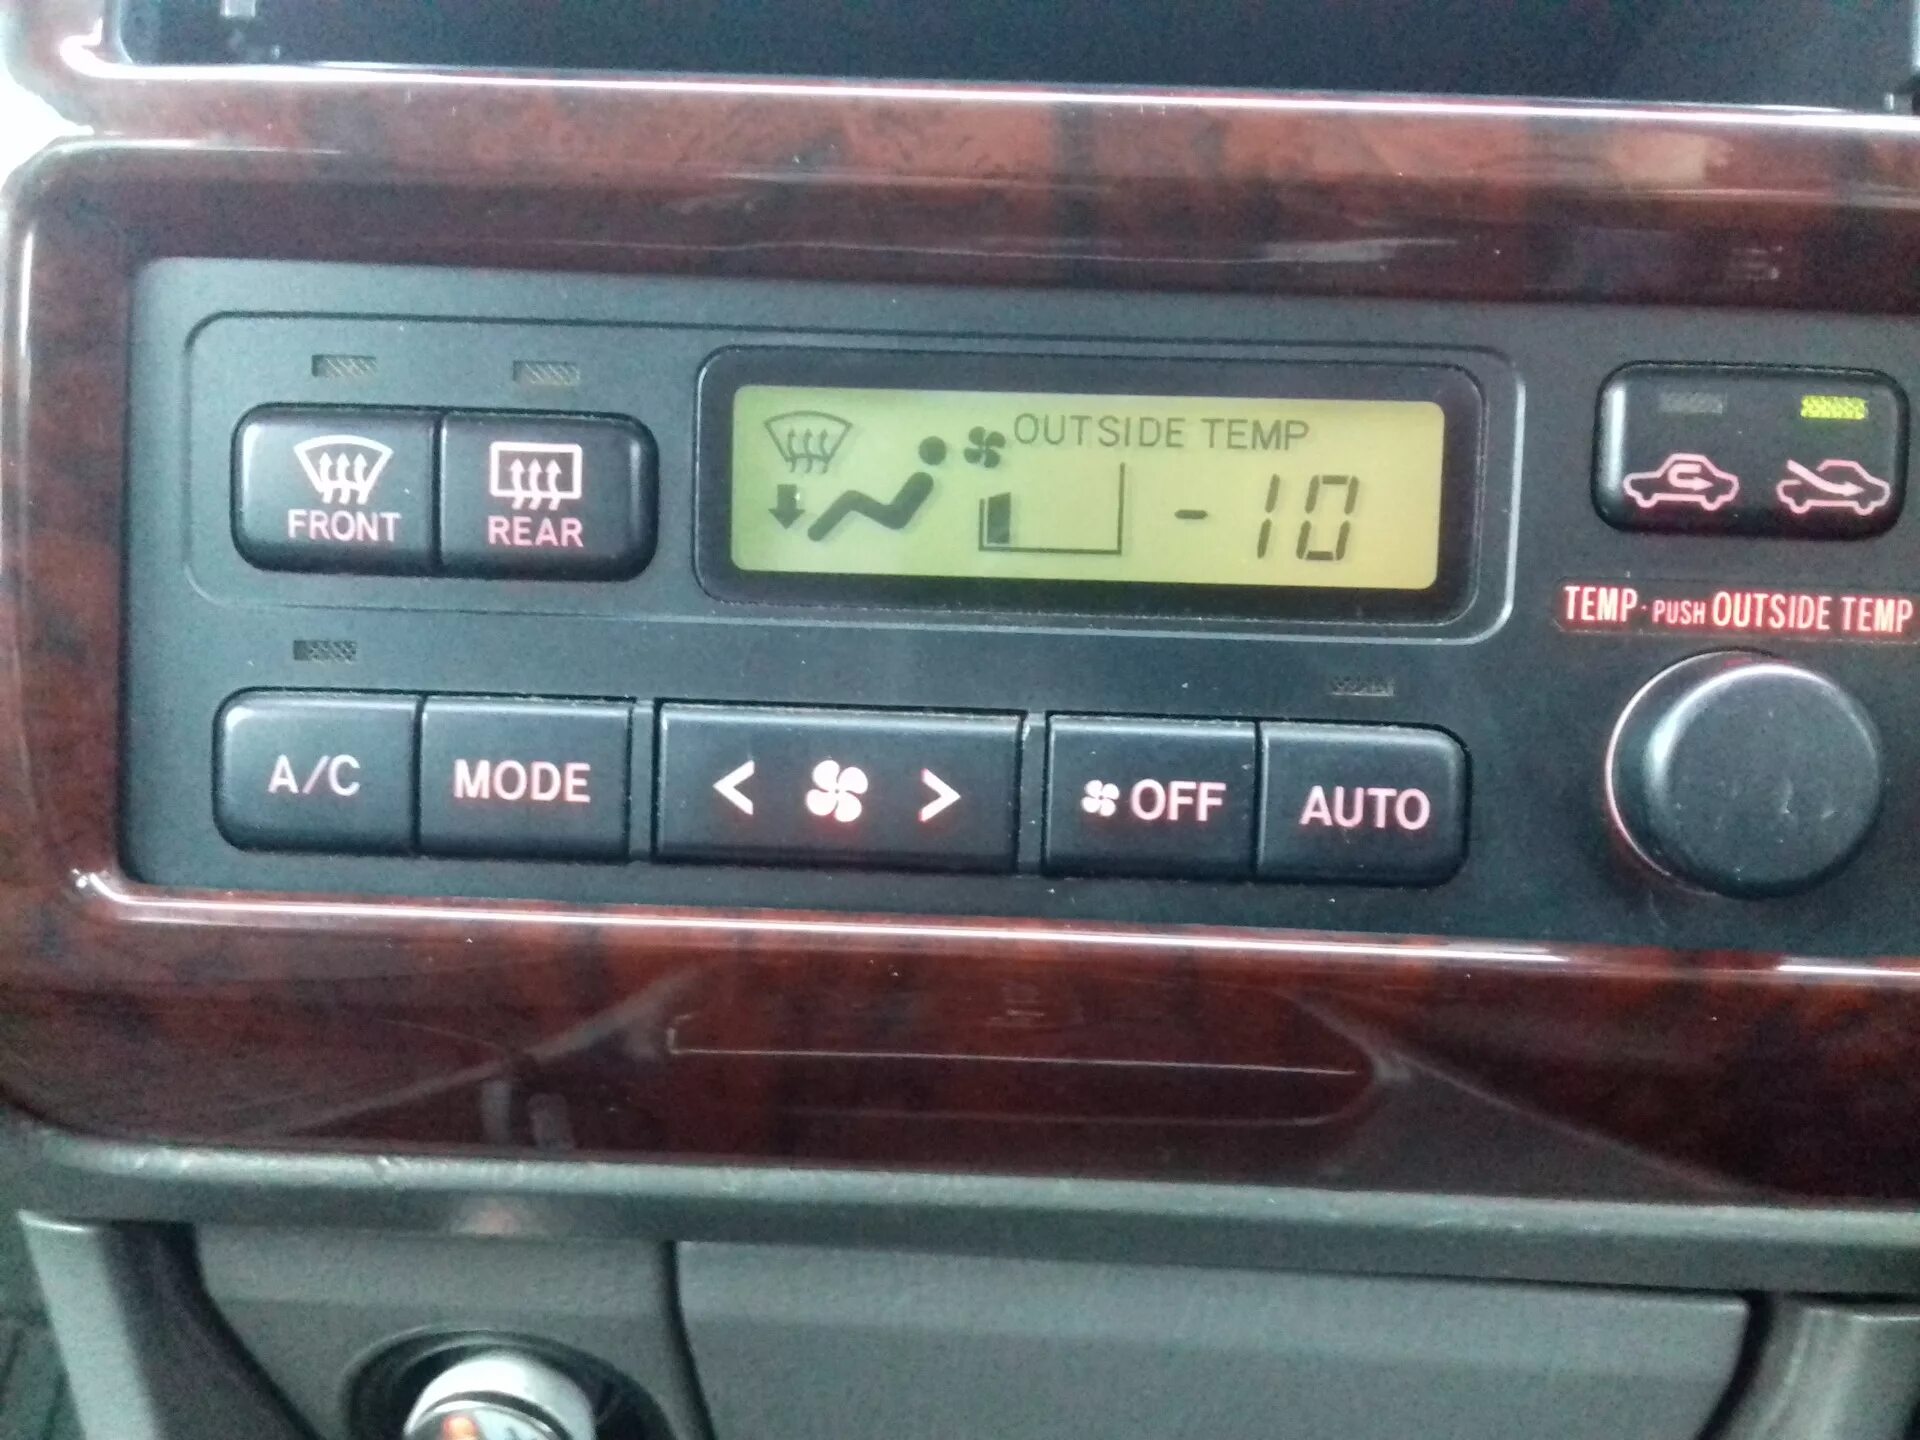 OUTSIDE TEMP
-10
FRONT
REAR
TEMP·PUSH OUTSIDE TEMP
A/C
MODE
< >
OFF
AUTO